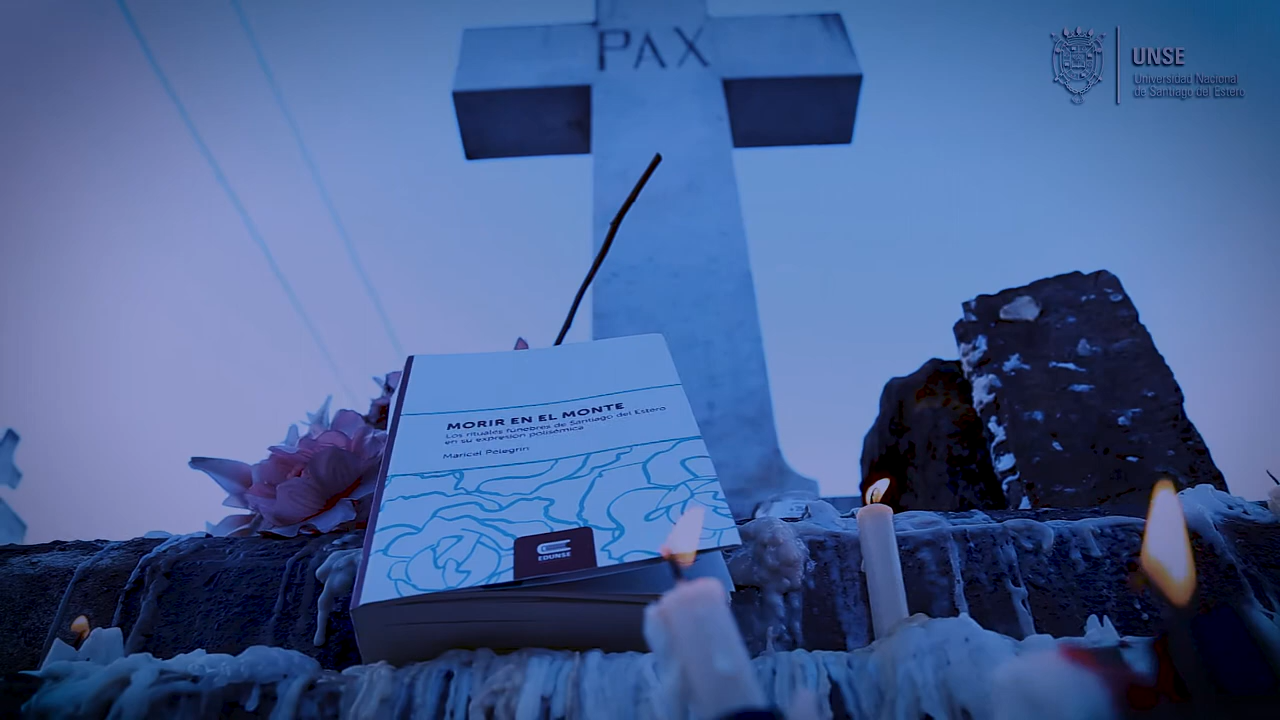 PAX
UNSE
Universidad Nacional
de Santiago del Estero
MORIR EN EL MONTE
Los rituales fúnebres de Santiago del Estero
en su expresión polisémica
Maricel Pelegrin
EDUNSE